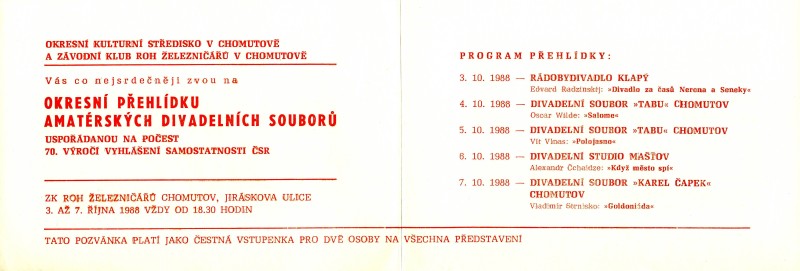 OKRESNÍ KULTURNÍ STŘEDISKO V CHOMUTOVĚ
A ZÁVODNÍ KLUB ROH ŽELEZNIČÁŘŮ V CHOMUTOVĚ
Vás co nejsrdečněji zvou na
OKRESNÍ PŘEHLÍDKU
AMATÉRSKÝCH DIVADELNÍCH SOUBORŮ
USPOŘÁDANOU NA POČEST
70. VÝROČÍ VYHLÁŠENÍ SAMOSTATNOSTI ČSR
ZK ROH ŽELEZNIČÁŘŮ CHOMUTOV, JIRÁSKOVA ULICE
3. AŽ 7. ŘÍJNA 1988 VŽDY OD 18.30 HODIN
PROGRAM PŘEHLÍDKY:
3. 10. 1988 — RÁDOBYDIVADLO KLAPÝ
Edvard Radzinskij: »Divadlo za časů Nerona a Seneky«
4. 10. 1988 — DIVADELNÍ SOUBOR »TABU« CHOMUTOV
Oscar Wilde: »Salome«
5. 10. 1988 — DIVADELNÍ SOUBOR »TABU« CHOMUTOV
Vít Vlnas: »Polojasno«
6. 10. 1988 — DIVADELNÍ STUDIO MAŠŤOV
Alexandr Čchaidze: »Když město spí«
7. 10. 1988 — DIVADELNÍ SOUBOR »KAREL ČAPEK«
CHOMUTOV
Vladimír Strnisko: »Goldoniáda«
TATO POZVÁNKA PLATÍ JAKO ČESTNÁ VSTUPENKA PRO DVĚ OSOBY NA VŠECHNA PŘEDSTAVENÍ